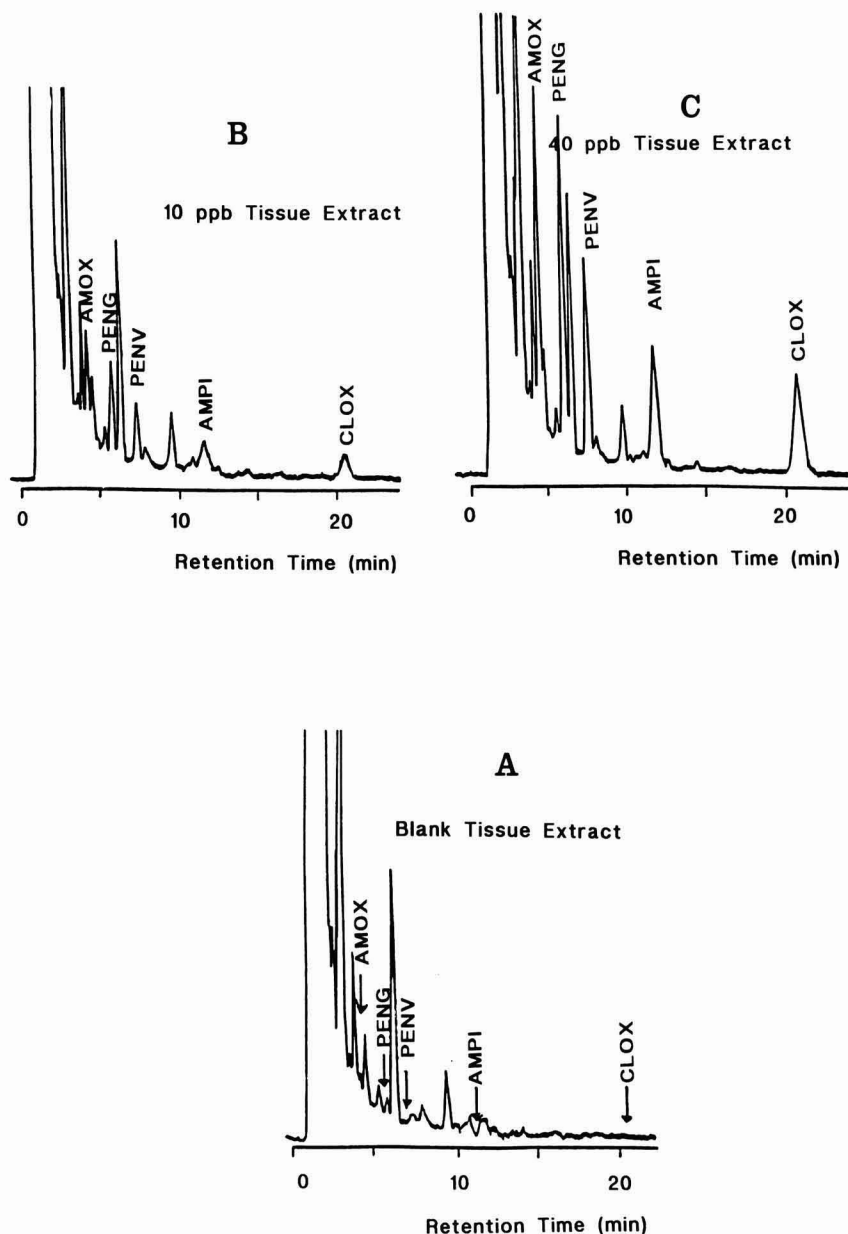 B
10 ppb Tissue Extract
AMOX
PENG
PENV
AMPI
CLOX
0 10 20
Retention Time (min)
C
40 ppb Tissue Extract
AMOX
PENG
PENV
AMPI
CLOX
0 10 20
Retention Time (min)
A
Blank Tissue Extract
AMOX
PENG
PENV
AMPI
CLOX
0 10 20
Retention Time (min)